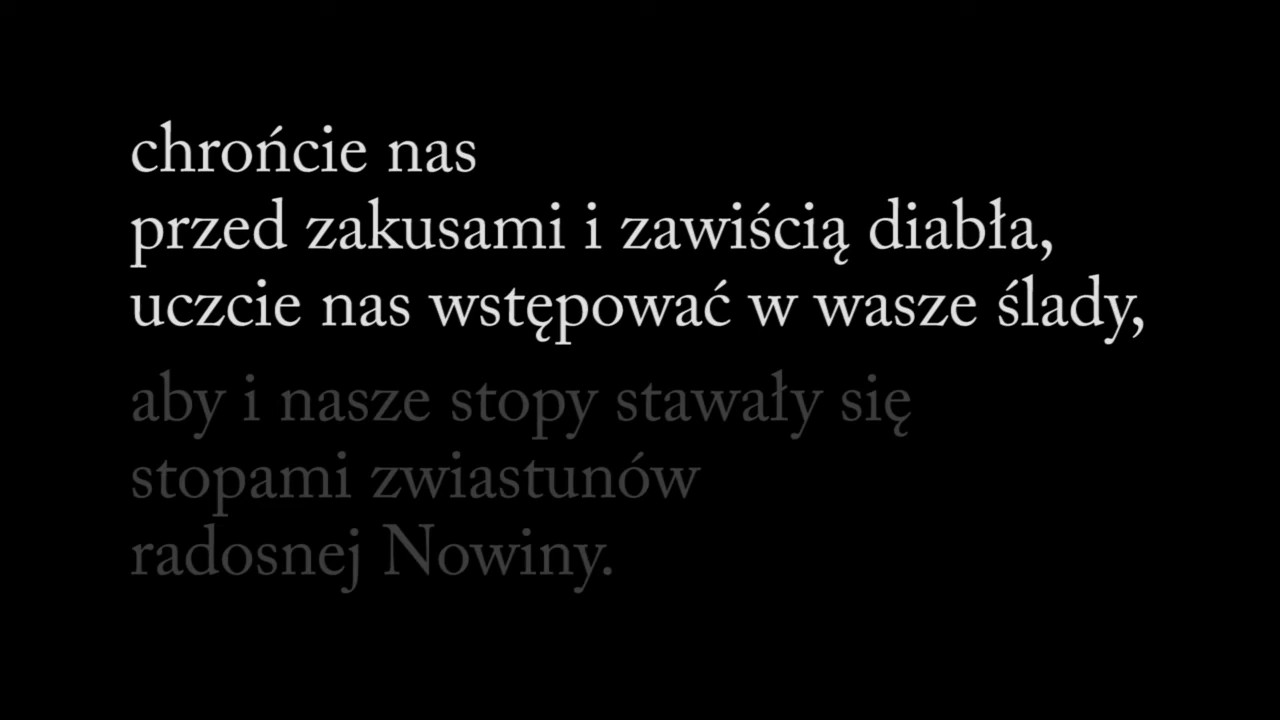 chrońcie nas
przed zakusami i zawiścią diabła,
uczcie nas wstępować w wasze ślady,
aby i nasze stopy stawały się
stopami zwiastunów
radosnej Nowiny.